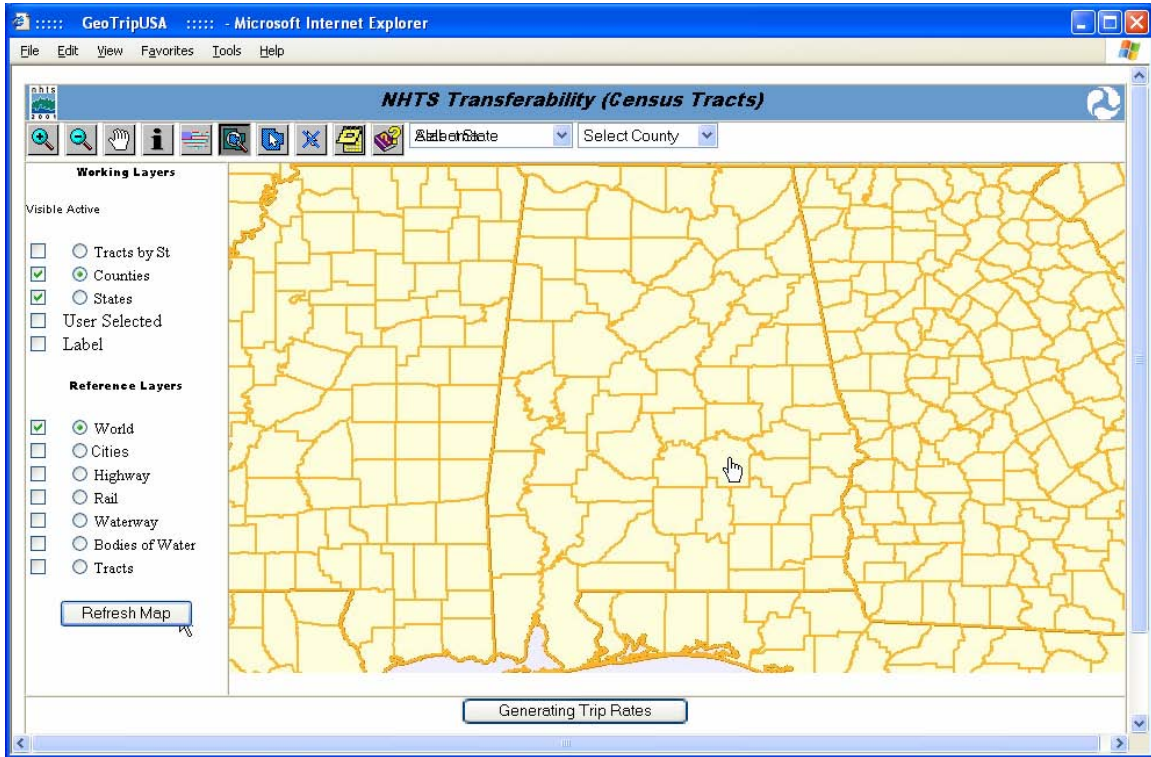 ::::: GeoTripUSA ::::: - Microsoft Internet Explorer
File Edit View Favorites Tools Help
nhts
2001
NHTS Transferability (Census Tracts)
Select County
Working Layers
Visible Active
Tracts by St
Counties
States
User Selected
Label
Reference Layers
World
Cities
Highway
Rail
Waterway
Bodies of Water
Tracts
Refresh Map
Generating Trip Rates